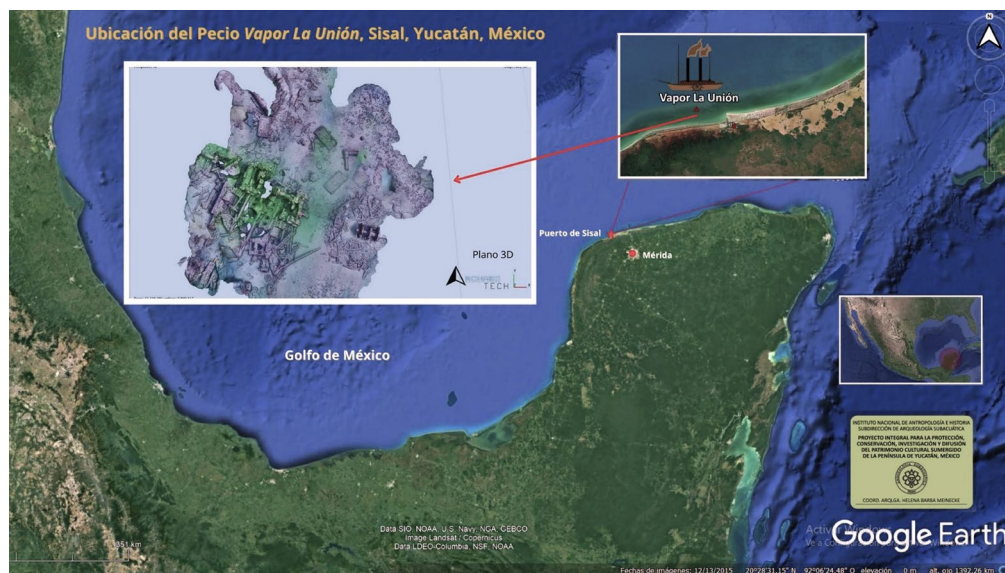 Ubicación del Pecio Vapor La Unión, Sisal, Yucatán, México
N
Vapor La Unión
Plano 3D
TECH
Puerto de Sisal
Mérida
Golfo de México
INSTITUTO NACIONAL DE ANTROPOLOGÍA E HISTORIA
SUBDIRECCIÓN DE ARQUEOLOGÍA SUBACUÁTICA
PROYECTO INTEGRAL PARA LA PROTECCIÓN,
CONSERVACIÓN, INVESTIGACIÓN Y DIFUSIÓN
DEL PATRIMONIO CULTURAL SUMERGIDO
DE LA PENÍNSULA DE YUCATÁN, MÉXICO
COORD. ARQLGA. HELENA BARBA MEINECKE
Data SIO, NOAA, U.S. Navy, NGA, GEBCO
Image Landsat / Copernicus
Data LDEO-Columbia, NSF, NOAA
Google Earth
Fechas de imágenes: 12/13/2015 20°28'31.15" N 92°06'24.48" O elevación 0 m alt. ojo 1392.26 km